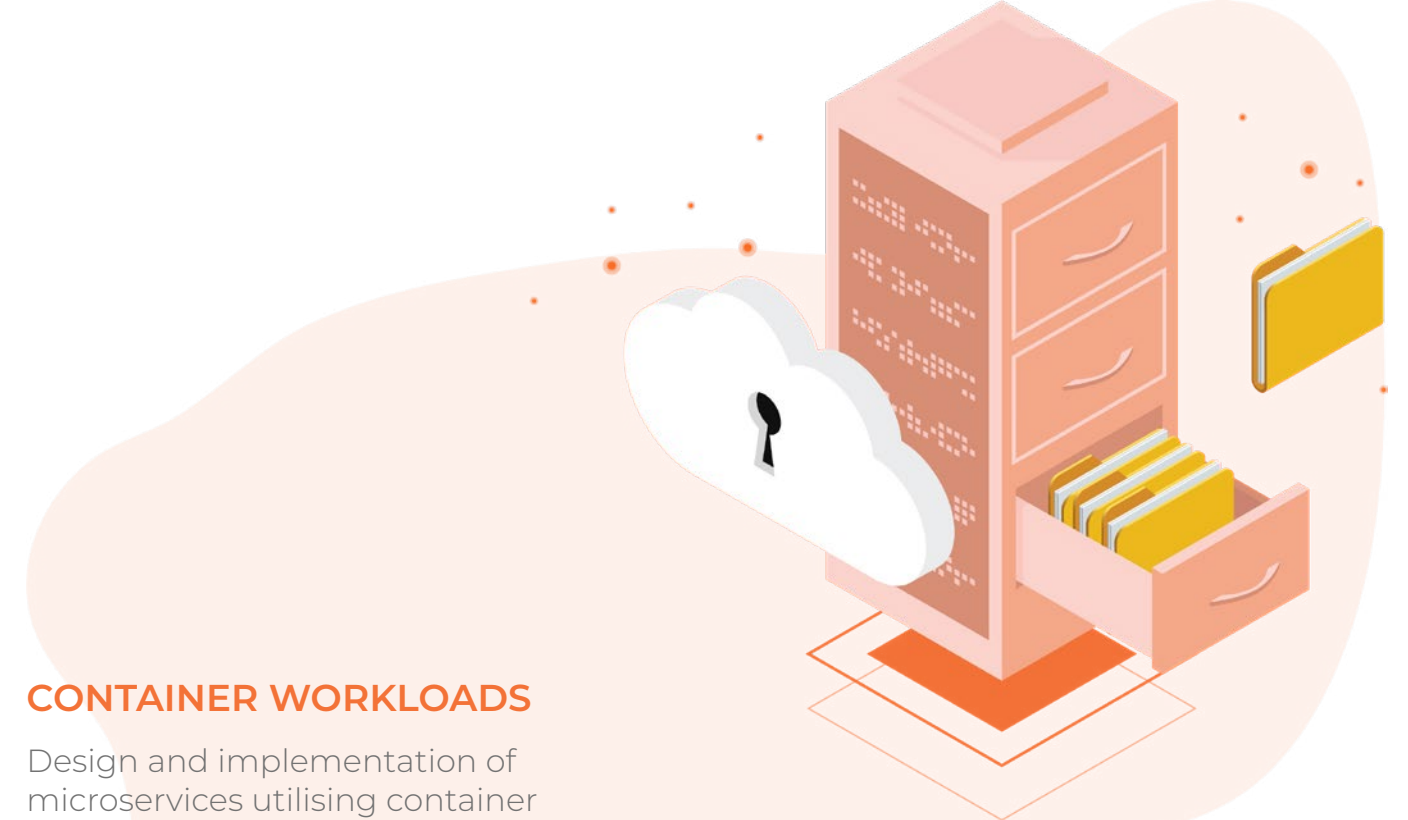 CONTAINER WORKLOADS
Design and implementation of
microservices utilising container